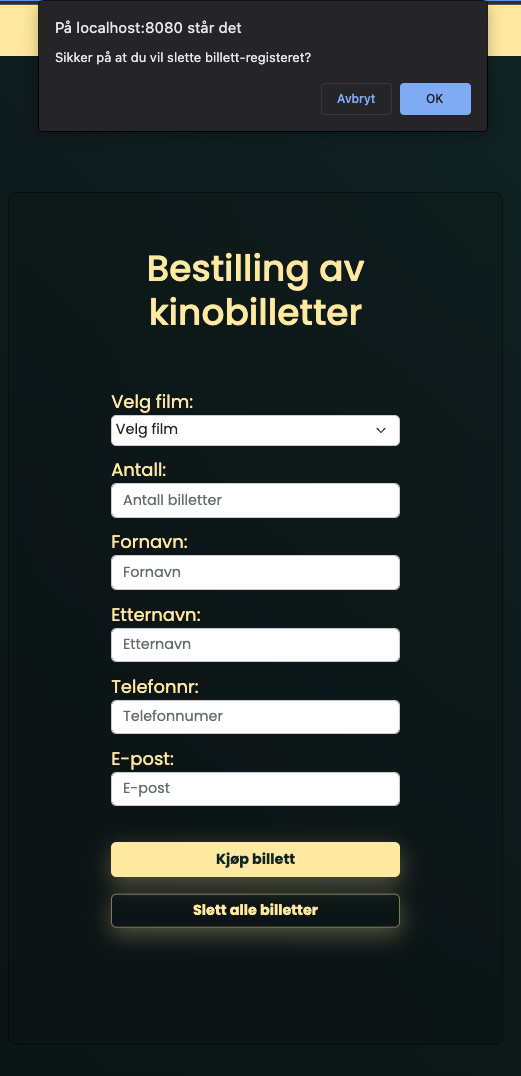 På localhost:8080 står det
Sikker på at du vil slette billett-registeret?
Avbryt
OK
Bestilling av
kinobilletter
Velg film:
Velg film
Antall:
Antall billetter
Fornavn:
Fornavn
Etternavn:
Etternavn
Telefonnr:
Telefonnumer
E-post:
E-post
Kjøp billett
Slett alle billetter